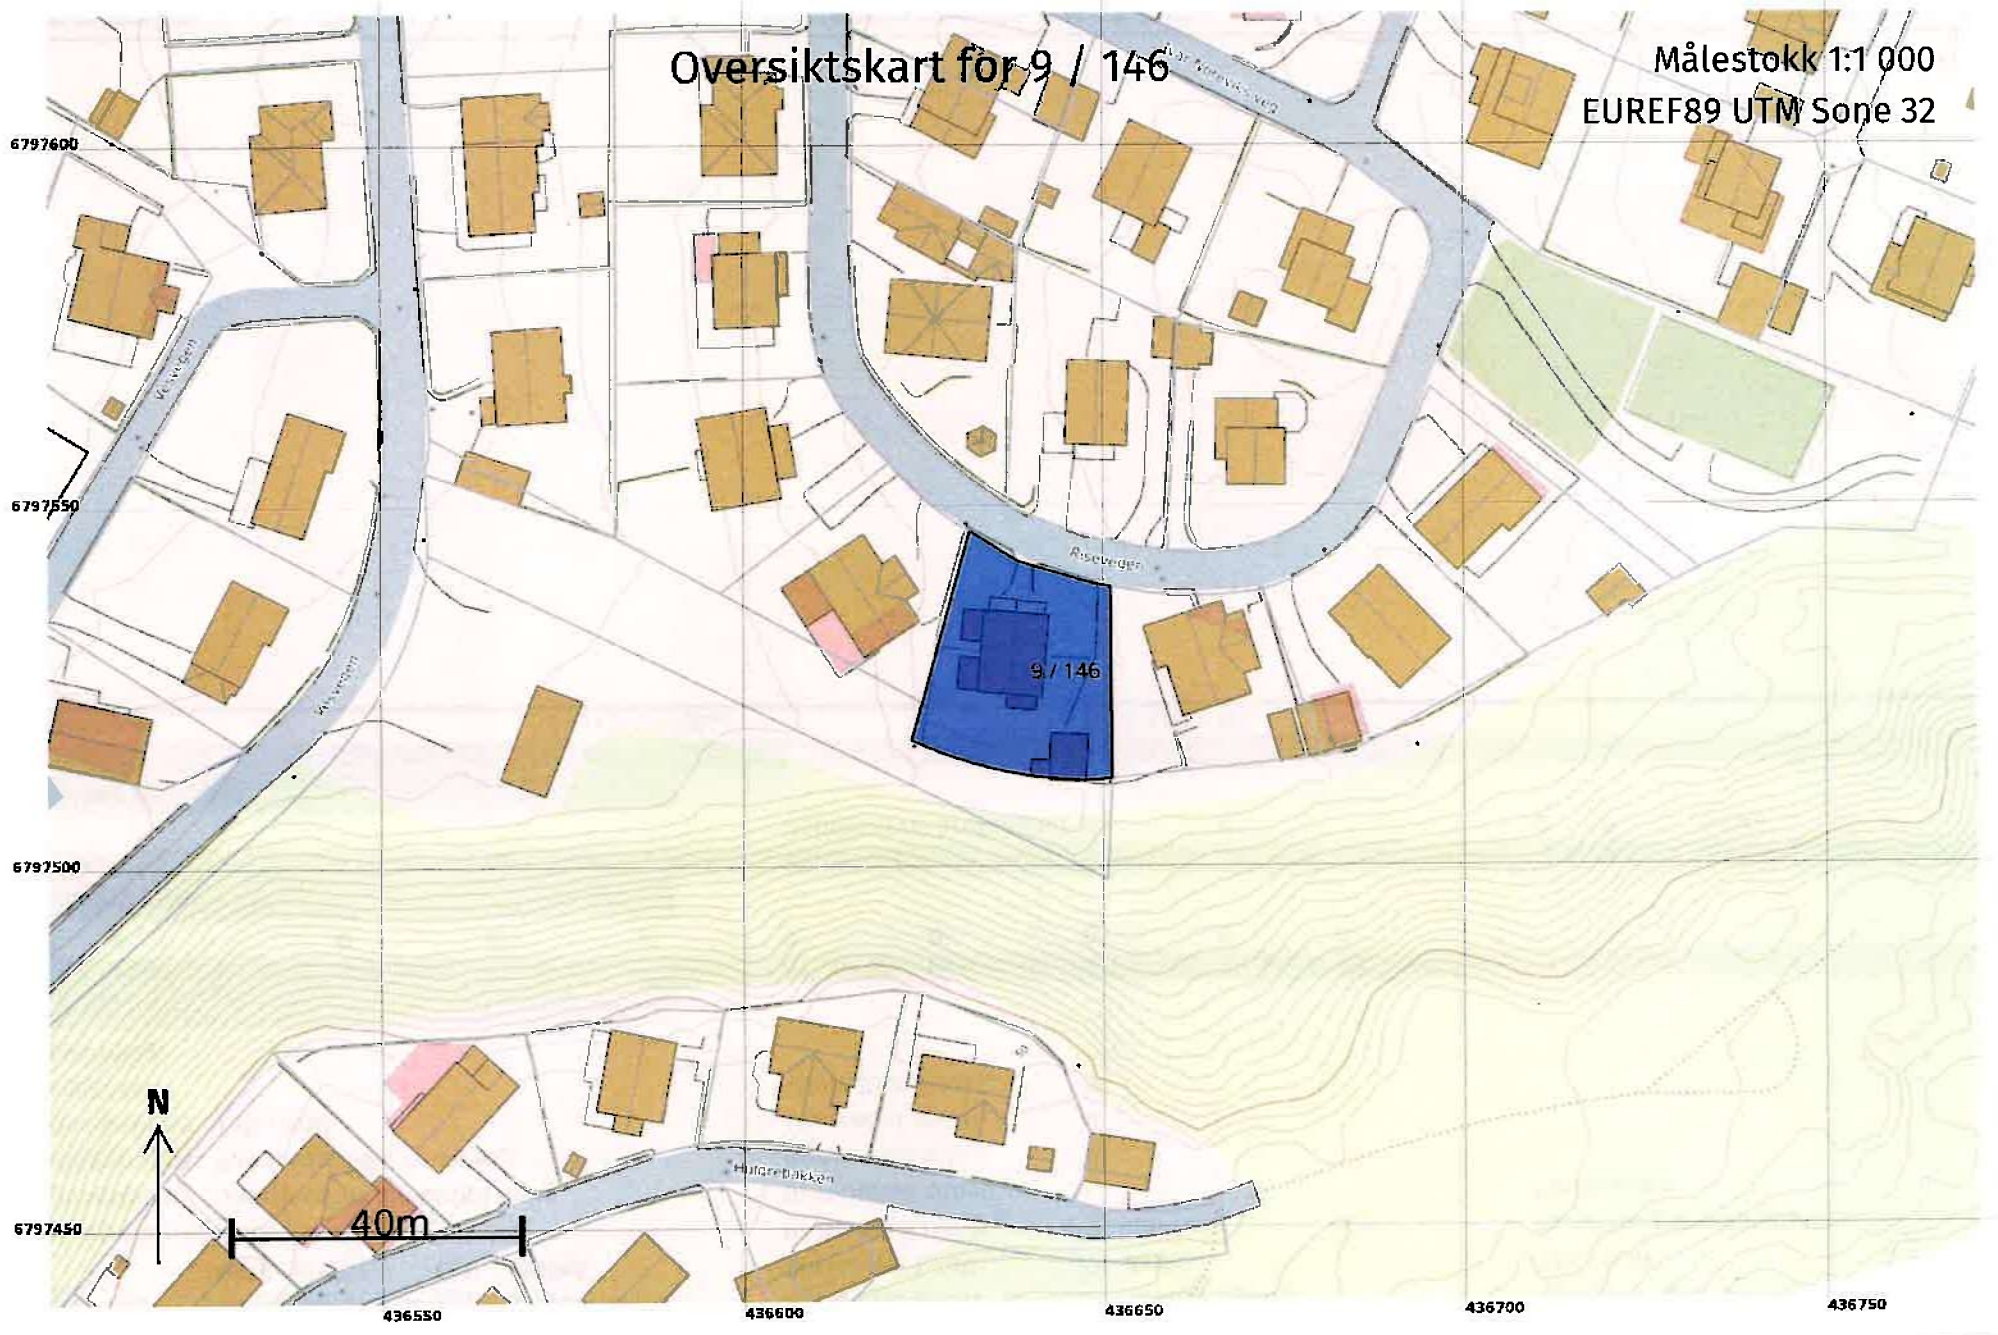 Oversiktskart for 9 / 146
Målestokk 1:1 000
EUREF89 UTM Sone 32
6797600
6797550
Risevegen
9 / 146
6797500
N
Huldrebakken
40m
6797450
436550
436600
436650
436700
436750